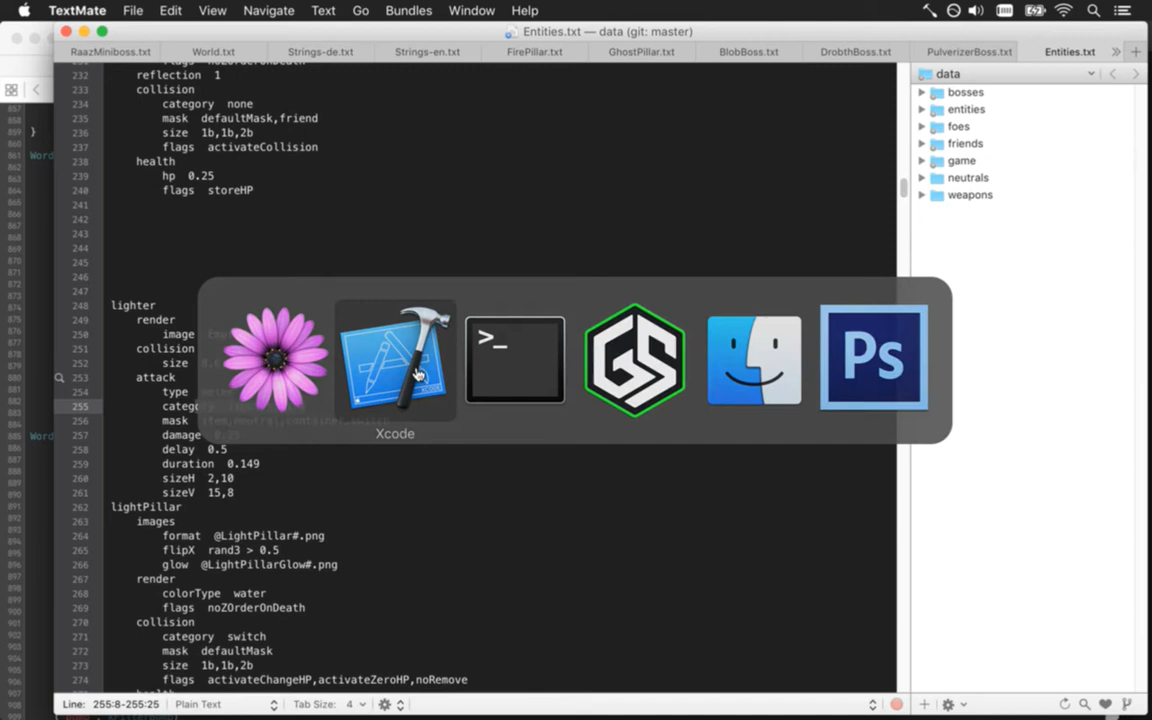 TextMate File Edit View Navigate Text Go Bundles Window Help
Entities.txt — data (git: master)
RaazMiniboss.txt World.txt Strings-de.txt Strings-en.txt FirePillar.txt GhostPillar.txt BlobBoss.txt DrobthBoss.txt PulverizerBoss.txt Entities.txt
data
bosses
entities
foes
friends
game
neutrals
weapons
232 reflection 1
233 collision
234 category none
235 mask defaultMask,friend
236 size 1b,1b,2b
237 flags activateCollision
238 health
239 hp 0.25
240 flags storeHP
241
242
243
244
245
246
247
248 lighter
249 render
250 image
251 collision
252 size
253 attack
254 type
255
256 mask
257 damage
258 delay 0.5
259 duration 0.149
260 sizeH 2,10
261 sizeV 15,8
262 lightPillar
263 images
264 format @LightPillar#.png
265 flipX rand3 > 0.5
266 glow @LightPillarGlow#.png
267 render
268 colorType water
269 flags noZOrderOnDeath
270 collision
271 category switch
272 mask defaultMask
273 size 1b,1b,2b
274 flags activateChangeHP,activateZeroHP,noRemove
>_
GS
Ps
Xcode
Line: 255:8-255:25 Plain Text Tab Size: 4